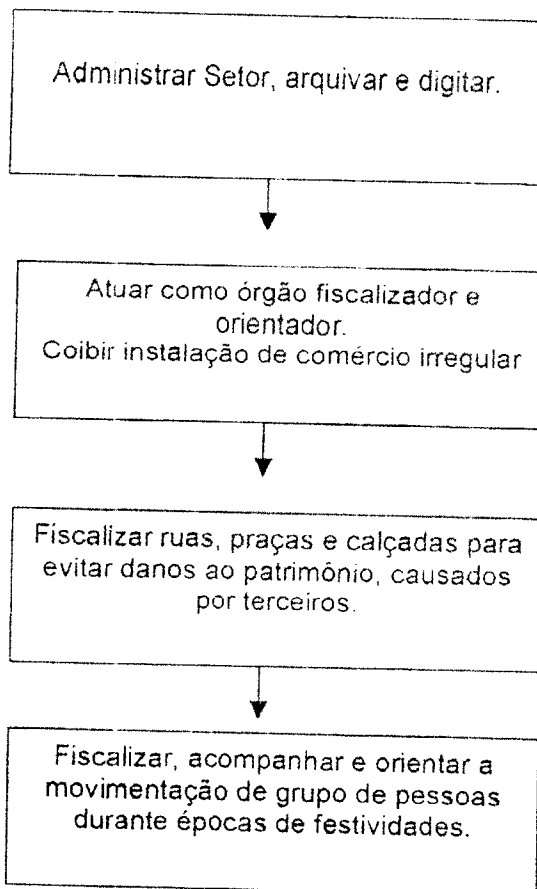 Administrar Setor, arquivar e digitar.
Atuar como órgão fiscalizador e
orientador.
Coibir instalação de comércio irregular
Fiscalizar ruas, praças e calçadas para
evitar danos ao patrimônio, causados
por terceiros.
Fiscalizar, acompanhar e orientar a
movimentação de grupo de pessoas
durante épocas de festividades.